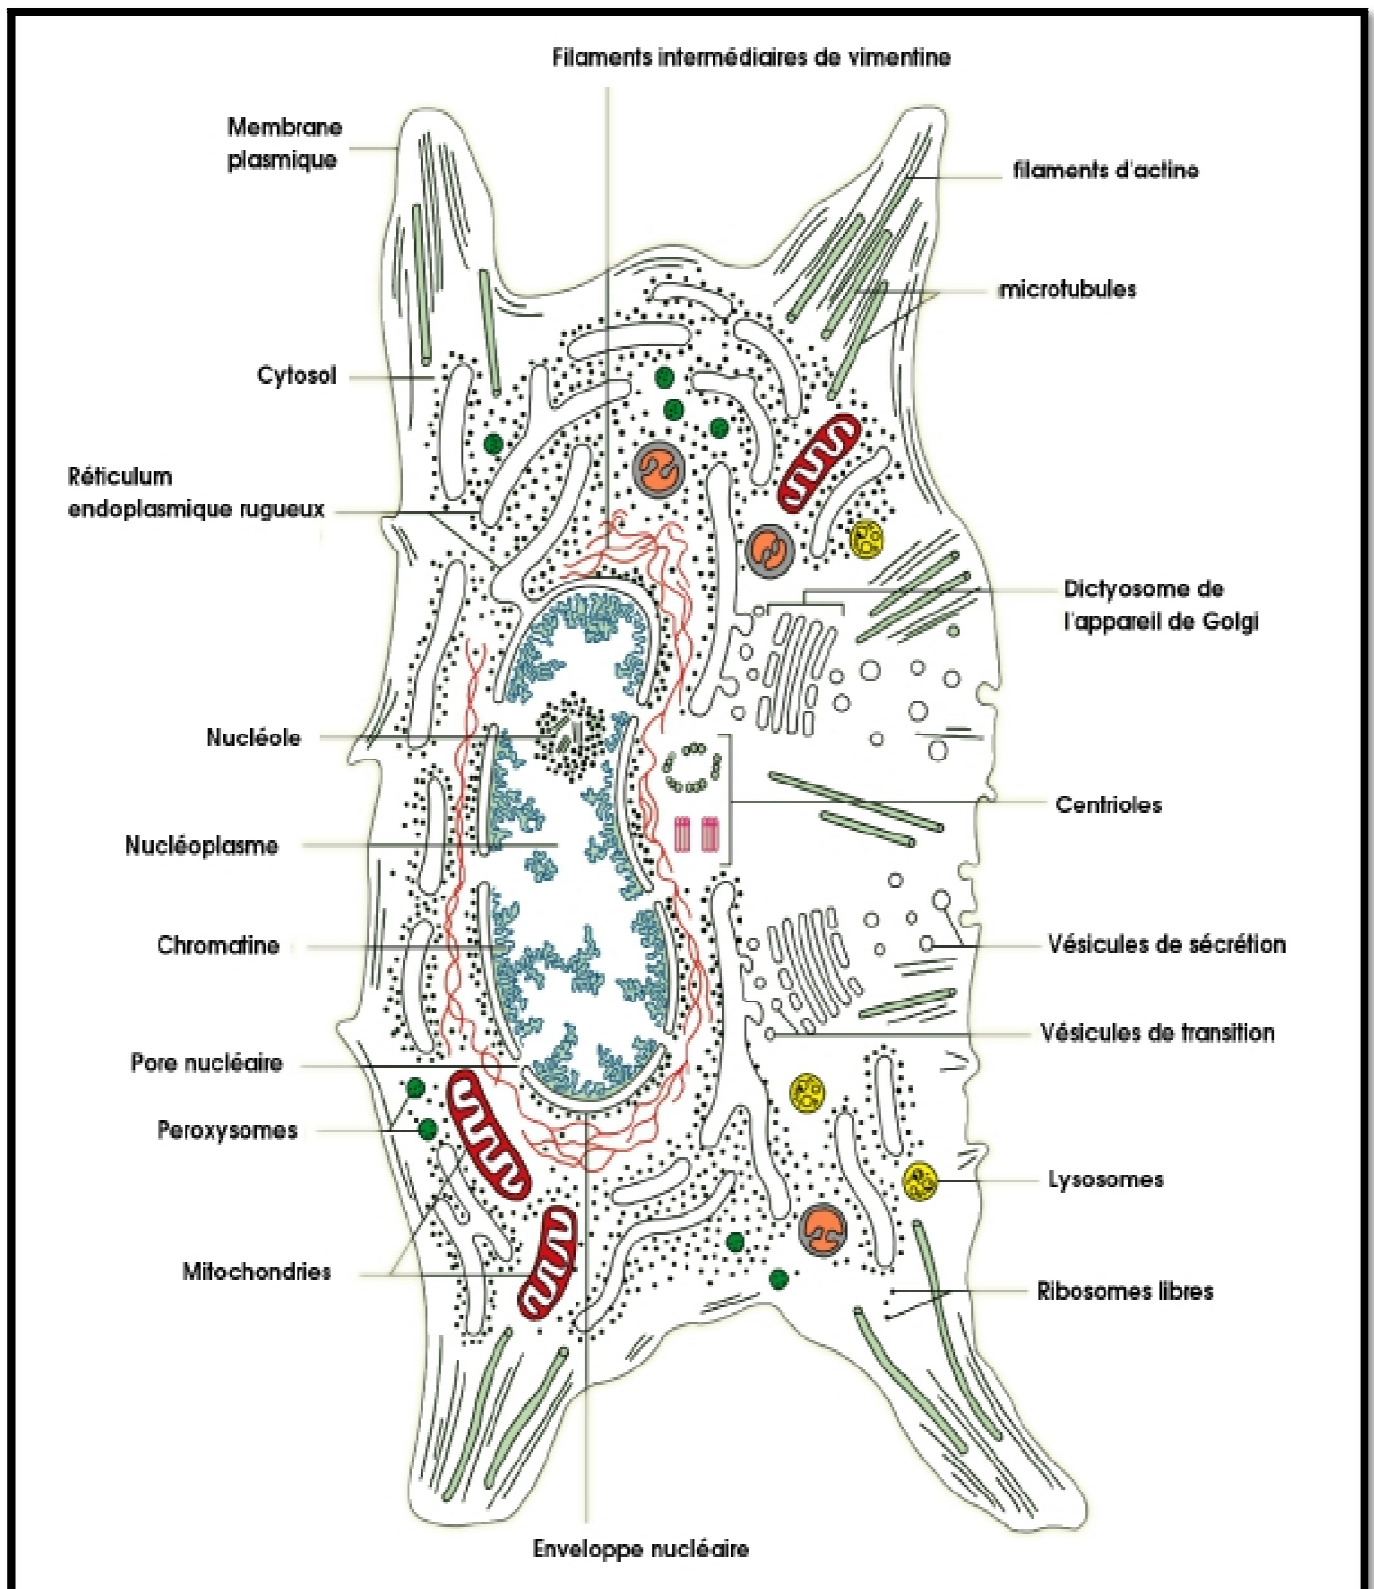 Filaments intermédiaires de vimentine
Membrane
plasmique
filaments d'actine
microtubules
Cytosol
Réticulum
endoplasmique rugueux
Dictyosome de
l'appareil de Golgi
Nucléole
Centrioles
Nucléoplasme
Chromatine
Vésicules de sécrétion
Vésicules de transition
Pore nucléaire
Peroxysomes
Lysosomes
Mitochondries
Ribosomes libres
Enveloppe nucléaire